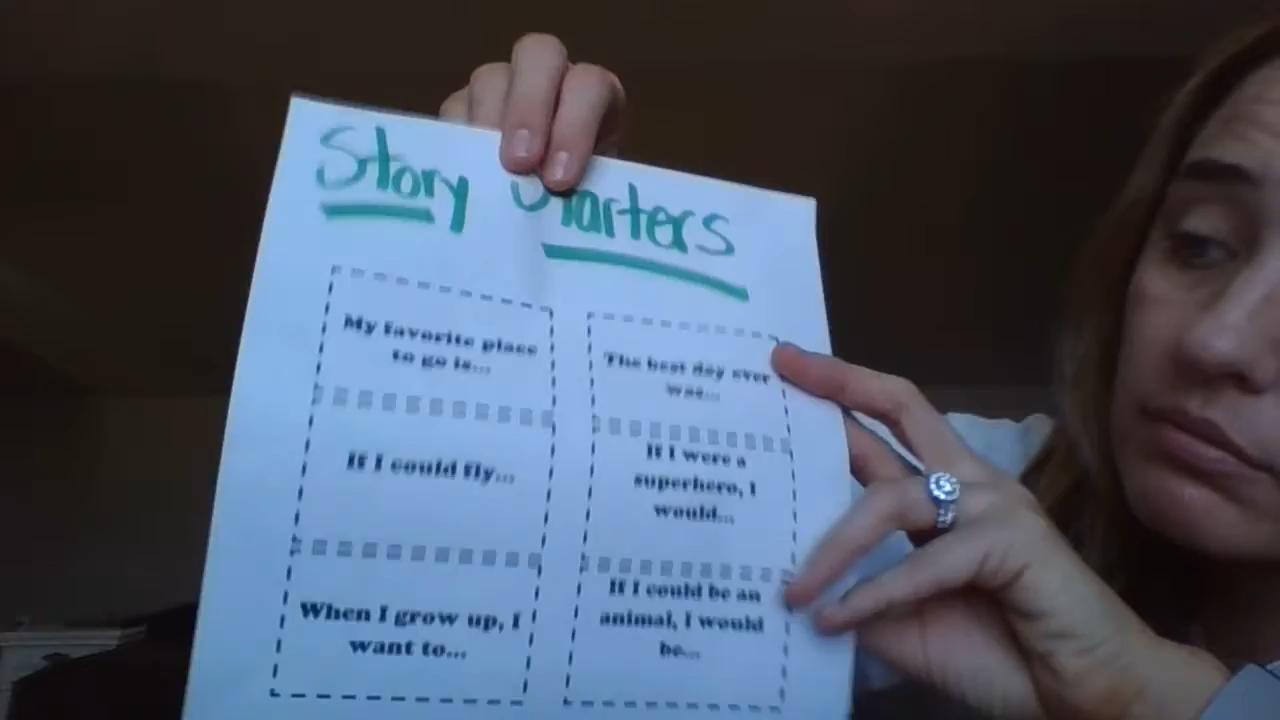 Story Starters
My favorite place
to go is...
The best day ever
was...
If I could fly...
If I were a
superhero, I
would...
When I grow up, I
want to...
If I could be an
animal, I would
be...